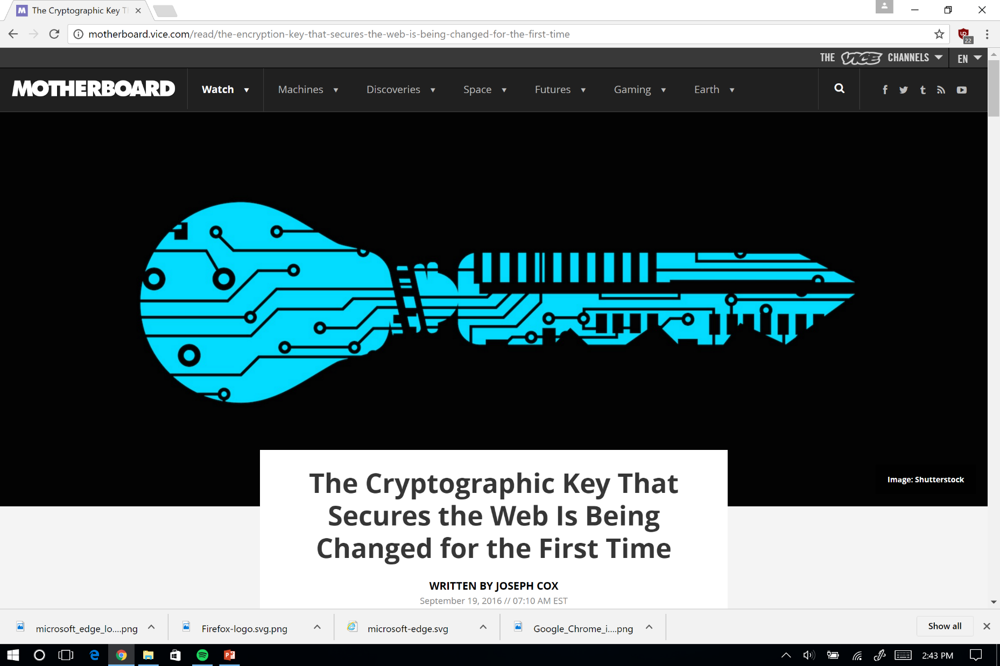 M The Cryptographic Key T
motherboard.vice.com/read/the-encryption-key-that-secures-the-web-is-being-changed-for-the-first-time
22
THE VICE CHANNELS EN
MOTHERBOARD Watch Machines Discoveries Space Futures Gaming Earth
Image: Shutterstock
The Cryptographic Key That
Secures the Web Is Being
Changed for the First Time
WRITTEN BY JOSEPH COX
September 19, 2016 // 07:10 AM EST
microsoft_edge_lo....png Firefox-logo.svg.png microsoft-edge.svg Google_Chrome_i....png Show all
2:43 PM